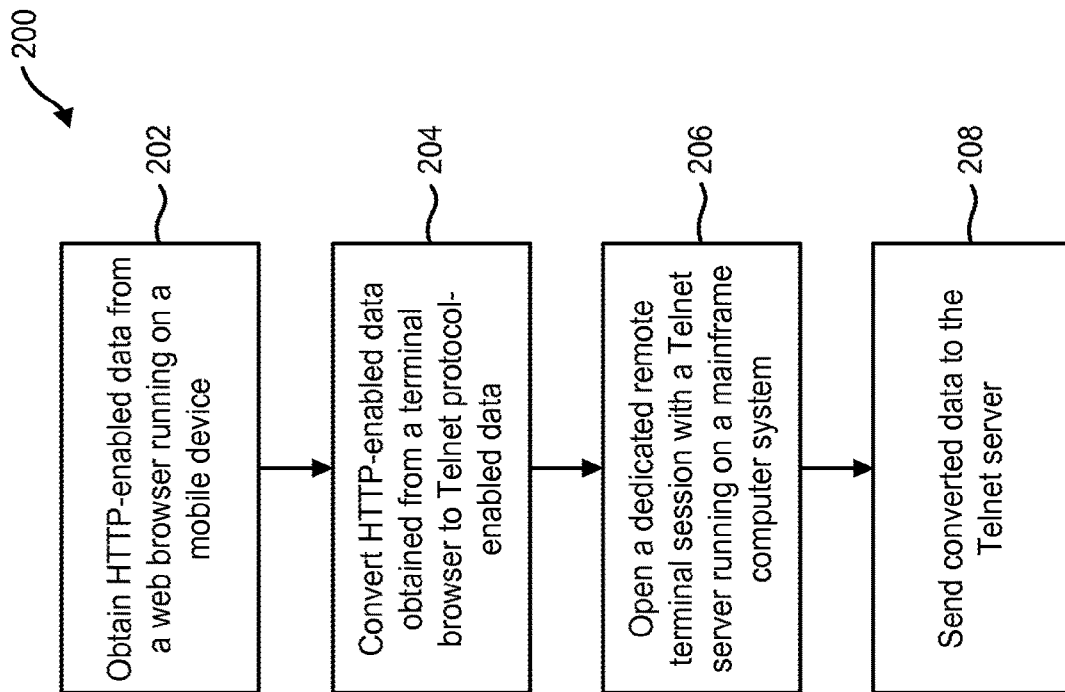 200
202
Obtain HTTP-enabled data from
a web browser running on a
mobile device
204
Convert HTTP-enabled data
obtained from a terminal
browser to Telnet protocol-
enabled data
206
Open a dedicated remote
terminal session with a Telnet
server running on a mainframe
computer system
208
Send converted data to the
Telnet server